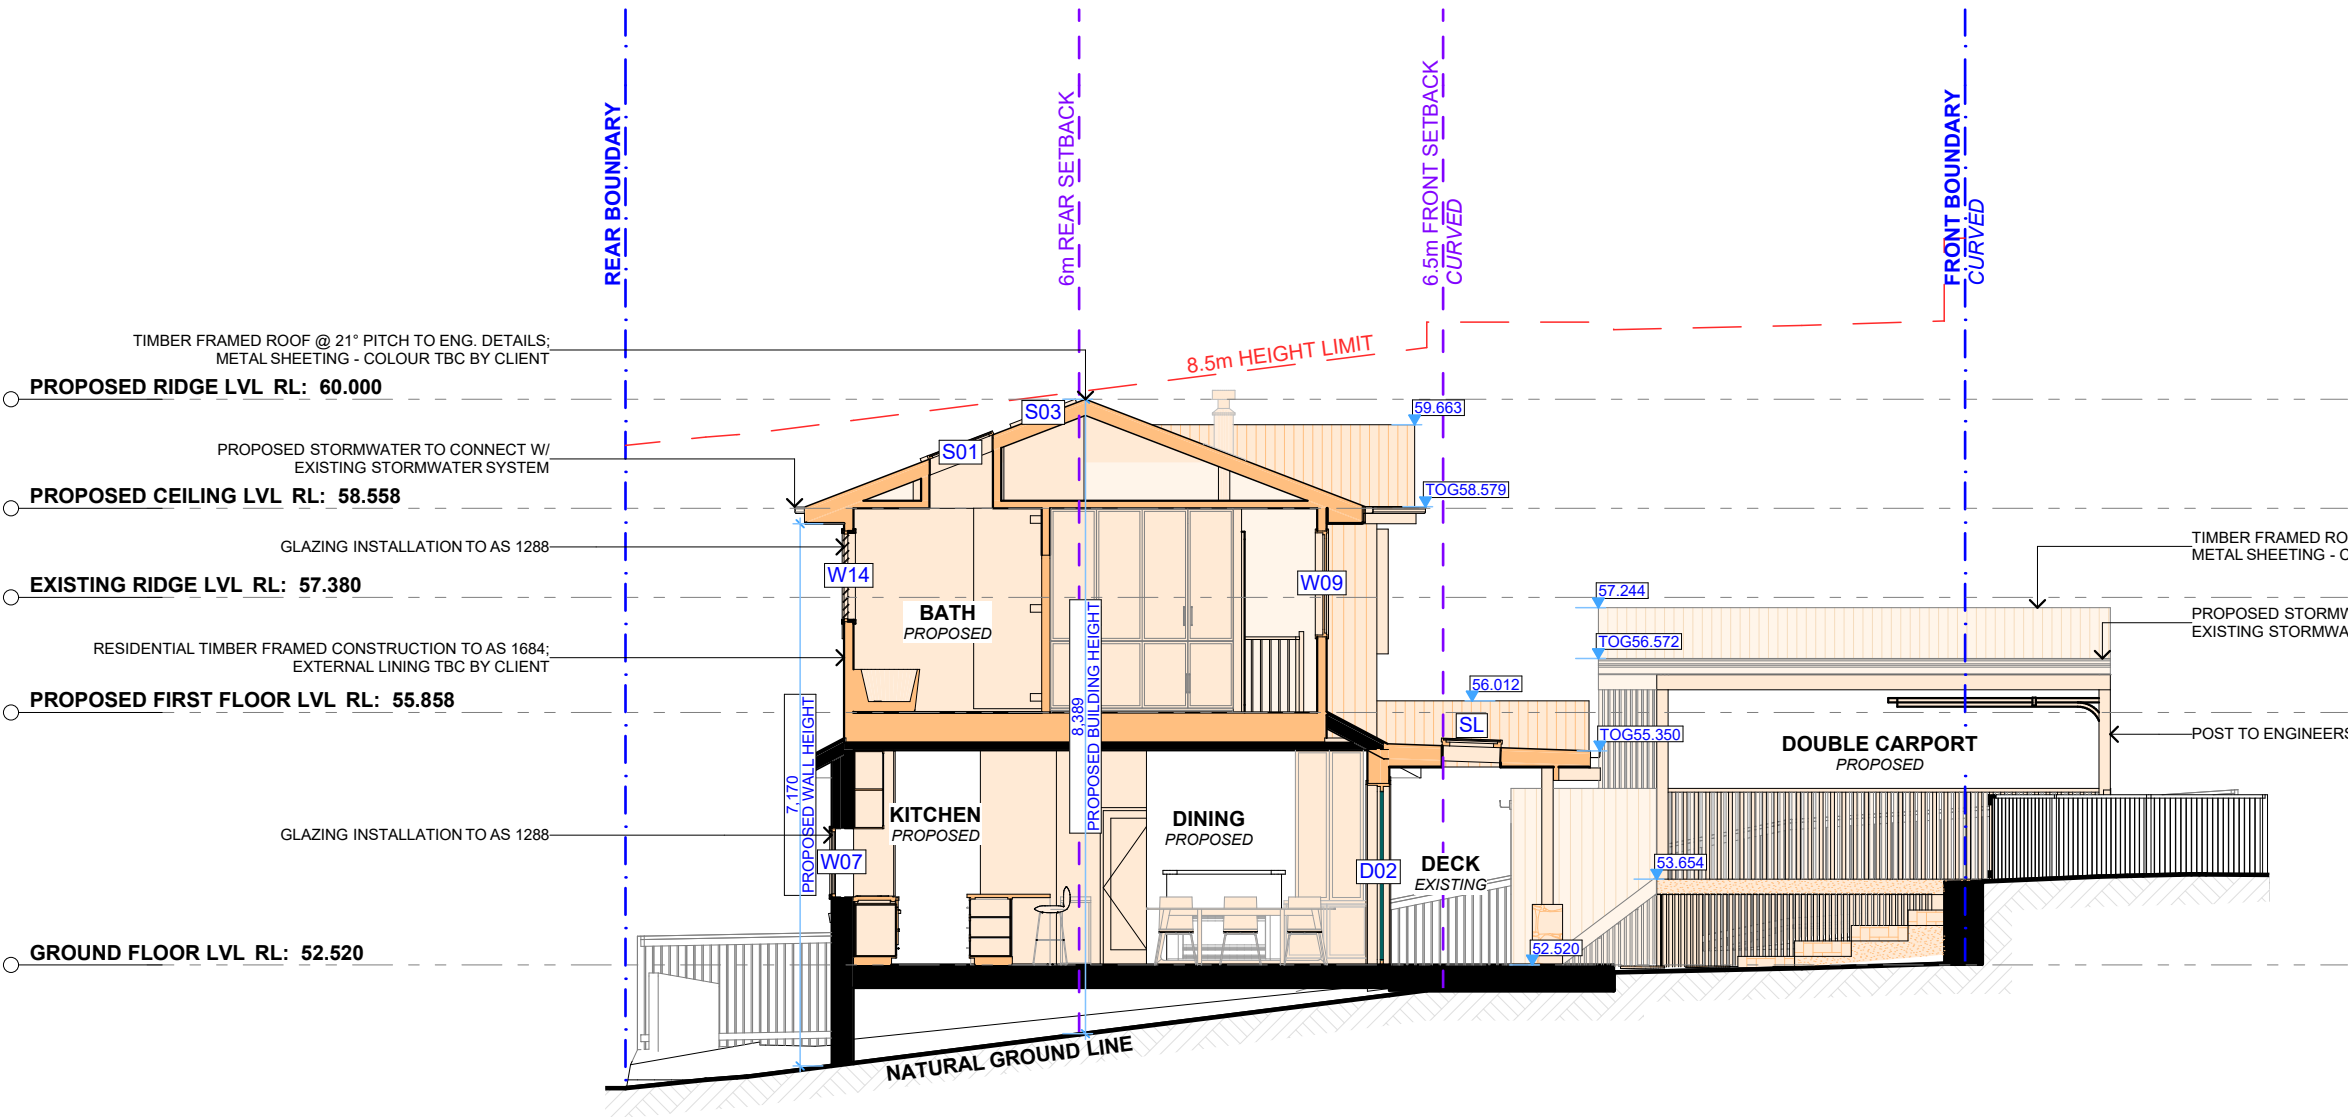 REAR BOUNDARY
6m REAR SETBACK
6.5m FRONT SETBACK
CURVED
FRONT BOUNDARY
CURVED
TIMBER FRAMED ROOF @ 21° PITCH TO ENG. DETAILS;
METAL SHEETING - COLOUR TBC BY CLIENT
8.5m HEIGHT LIMIT
PROPOSED RIDGE LVL RL: 60.000
S03
59.663
PROPOSED STORMWATER TO CONNECT W/
EXISTING STORMWATER SYSTEM
S01
PROPOSED CEILING LVL RL: 58.558
TOG58.579
GLAZING INSTALLATION TO AS 1288
TIMBER FRAMED RO
METAL SHEETING - C
W14
W09
EXISTING RIDGE LVL RL: 57.380
57.244
BATH
PROPOSED
PROPOSED STORMW
EXISTING STORMWA
TOG56.572
RESIDENTIAL TIMBER FRAMED CONSTRUCTION TO AS 1684;
EXTERNAL LINING TBC BY CLIENT
PROPOSED FIRST FLOOR LVL RL: 55.858
56.012
SL
TOG55.350
POST TO ENGINEERS
DOUBLE CARPORT
PROPOSED
7,170
PROPOSED WALL HEIGHT
8,389
PROPOSED BUILDING HEIGHT
KITCHEN
PROPOSED
DINING
PROPOSED
GLAZING INSTALLATION TO AS 1288
W07
D02
DECK
EXISTING
53.654
GROUND FLOOR LVL RL: 52.520
52.520
NATURAL GROUND LINE